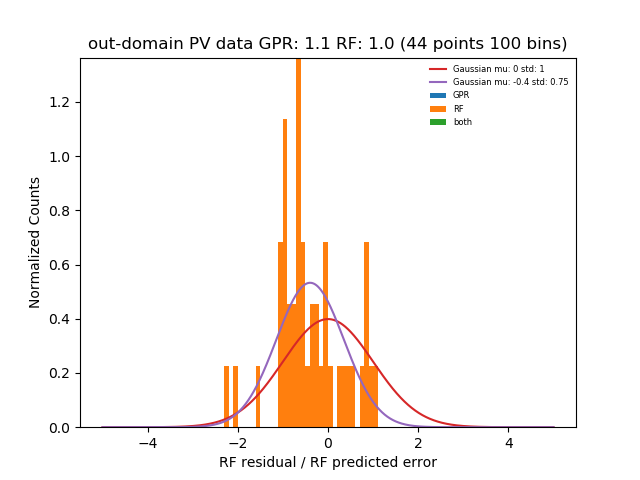 out-domain PV data GPR: 1.1 RF: 1.0 (44 points 100 bins)
Gaussian mu: 0 std: 1
Gaussian mu: -0.4 std: 0.75
GPR
RF
both
Normalized Counts
1.2
1.0
0.8
0.6
0.4
0.2
0.0
−4 −2 0 2 4
RF residual / RF predicted error